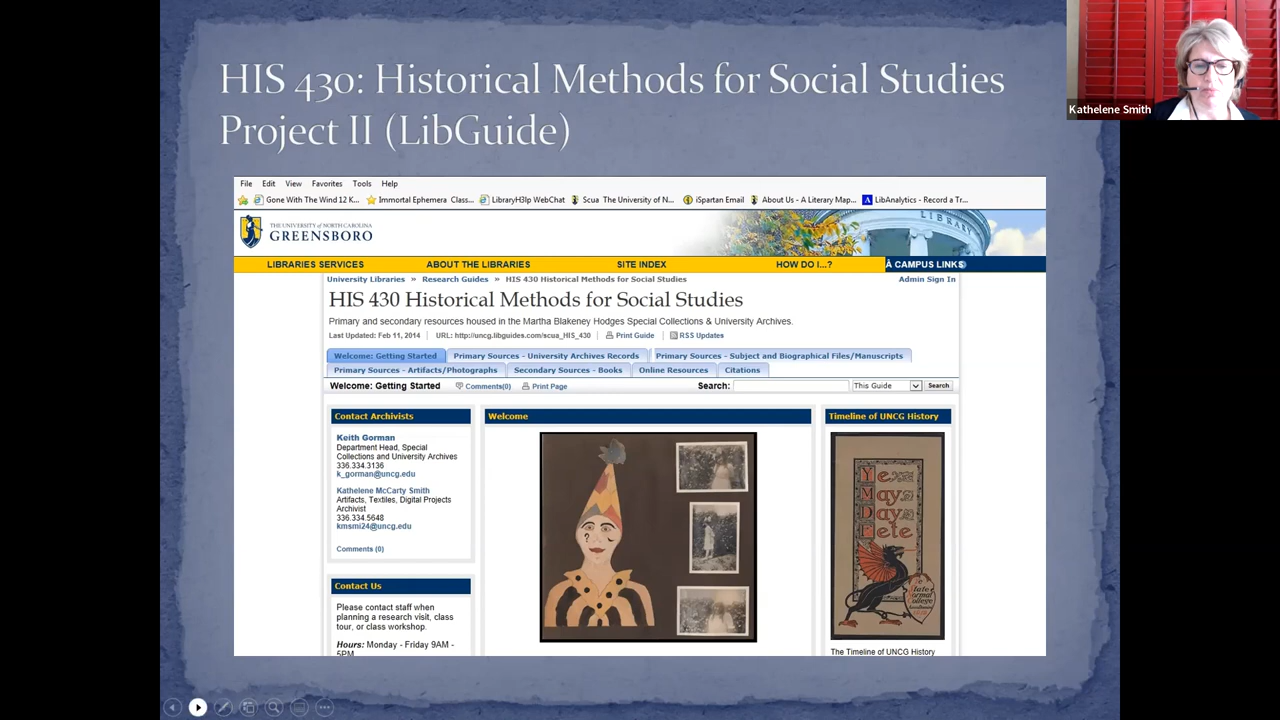 HIS 430: Historical Methods for Social Studies
Project II (LibGuide)
Kathelene Smith
File Edit View Favorites Tools Help
Gone With The Wind 12 K... Immortal Ephemera Class... LibraryH3lp WebChat Scua The University of N... iSpartan Email About Us - A Literary Map... LibAnalytics - Record a Tr...
THE UNIVERSITY of NORTH CAROLINA
GREENSBORO
LIBRARY
LIBRARIES SERVICES ABOUT THE LIBRARIES SITE INDEX HOW DO I...? Â CAMPUS LINKS
University Libraries » Research Guides » HIS 430 Historical Methods for Social Studies Admin Sign In
HIS 430 Historical Methods for Social Studies
Primary and secondary resources housed in the Martha Blakeney Hodges Special Collections & University Archives.
Last Updated: Feb 11, 2014 URL: http://uncg.libguides.com/scua_HIS_430 Print Guide RSS Updates
Welcome: Getting Started Primary Sources - University Archives Records Primary Sources - Subject and Biographical Files/Manuscripts
Primary Sources - Artifacts/Photographs Secondary Sources - Books Online Resources Citations
Welcome: Getting Started Comments(0) Print Page Search: This Guide Search
Contact Archivists
Keith Gorman
Department Head, Special
Collections and University Archives
336.334.3136
k_gorman@uncg.edu
Kathelene McCarty Smith
Artifacts, Textiles, Digital Projects
Archivist
336.334.5648
kmsmi24@uncg.edu
Comments (0)
Contact Us
Please contact staff when
planning a research visit, class
tour, or class workshop.
Hours: Monday - Friday 9AM -
5PM
Welcome
Timeline of UNCG History
Ye
May
Day
Fete
State
Normal
College
The Timeline of UNCG History